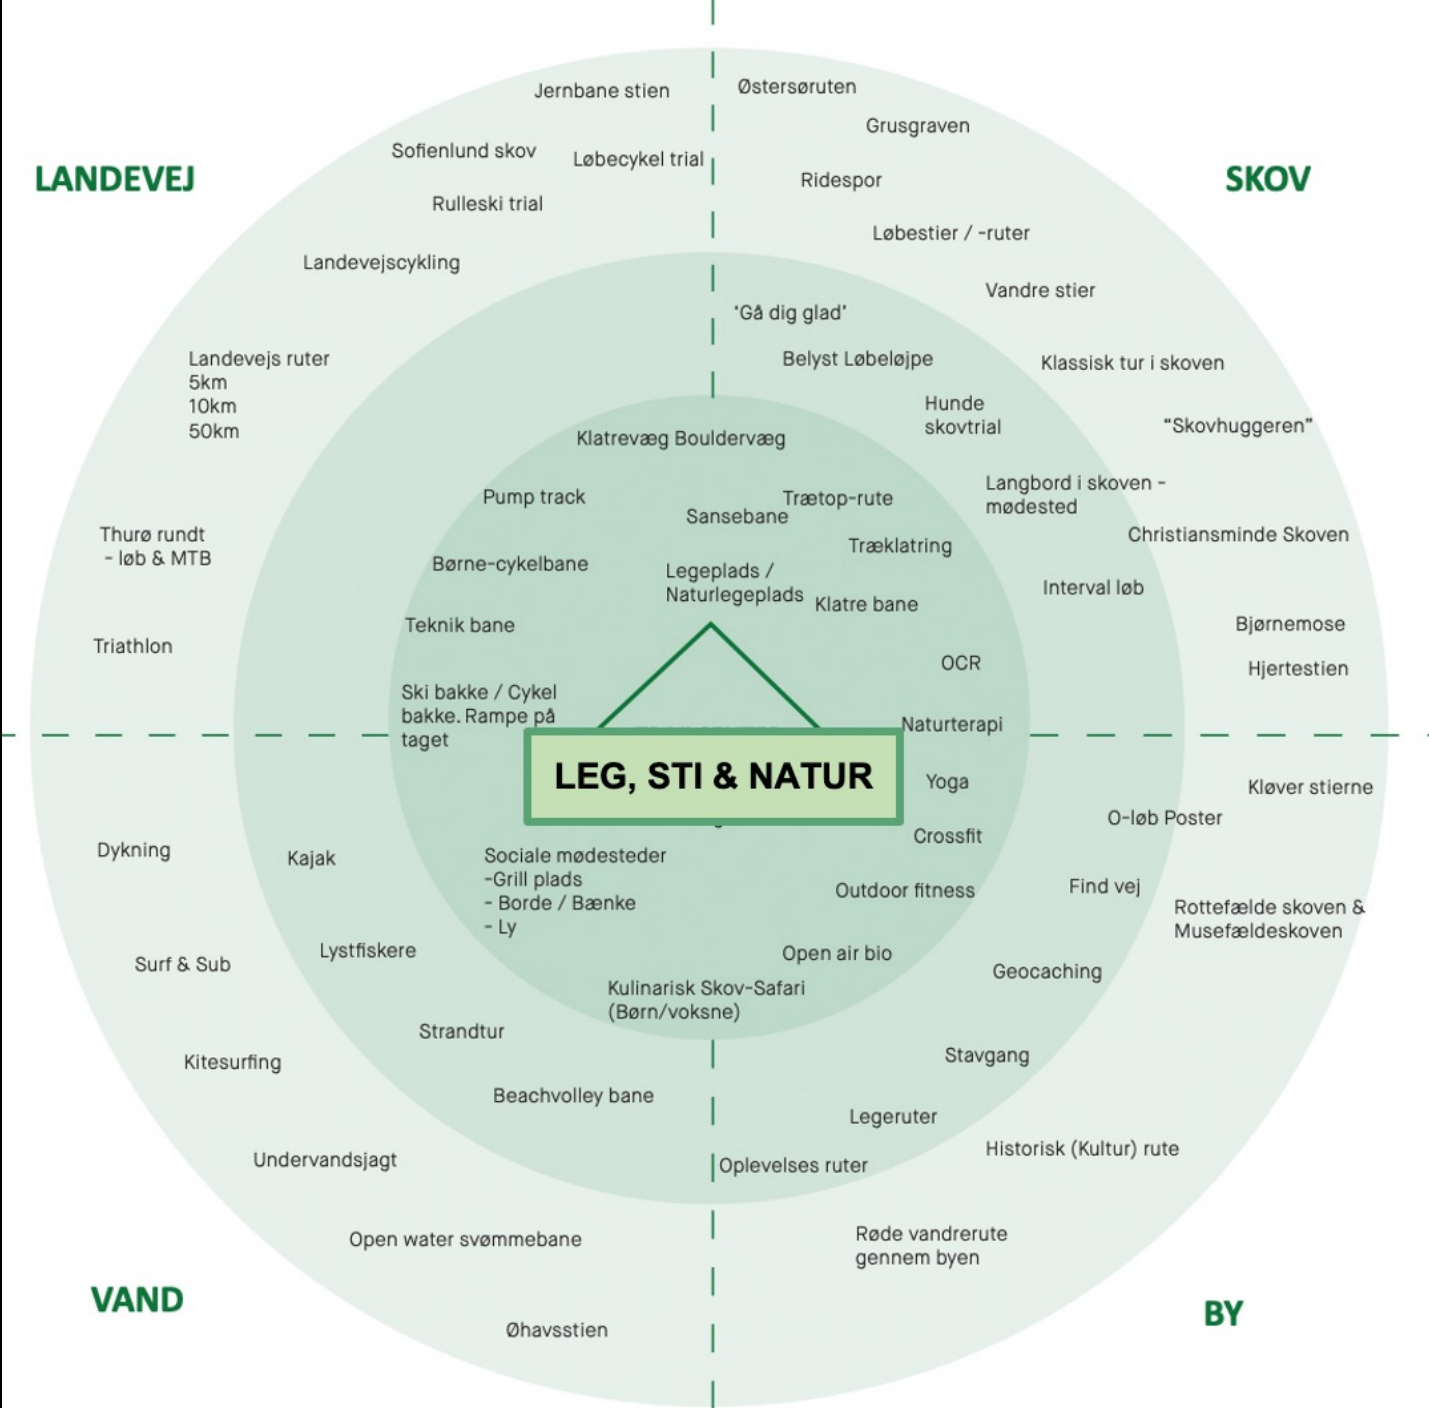 Jernbane stien
Østersøruten
Grusgraven
Sofienlund skov
Løbecykel trial
LANDEVEJ
SKOV
Ridespor
Rulleski trial
Løbestier / -ruter
Landevejscykling
Vandre stier
'Gå dig glad'
Landevejs ruter
5km
10km
50km
Belyst Løbeløjpe
Klassisk tur i skoven
Hunde
skovtrial
"Skovhuggeren"
Klatrevæg Bouldervæg
Langbord i skoven -
mødested
Pump track
Trætop-rute
Sansebane
Thurø rundt
- løb & MTB
Christiansminde Skoven
Træklatring
Børne-cykelbane
Legeplads /
Naturlegeplads
Interval løb
Klatre bane
Teknik bane
Bjørnemose
Triathlon
OCR
Hjertestien
Ski bakke / Cykel
bakke. Rampe på
taget
Naturterapi
LEG, STI & NATUR
Yoga
Kløver stierne
O-løb Poster
Crossfit
Dykning
Kajak
Sociale mødesteder
-Grill plads
- Borde / Bænke
- Ly
Outdoor fitness
Find vej
Rottefælde skoven &
Musefældeskoven
Lystfiskere
Open air bio
Surf & Sub
Geocaching
Kulinarisk Skov-Safari
(Børn/voksne)
Strandtur
Stavgang
Kitesurfing
Beachvolley bane
Legeruter
Historisk (Kultur) rute
Undervandsjagt
Oplevelses ruter
Open water svømmebane
Røde vandrerute
gennem byen
VAND
BY
Øhavsstien